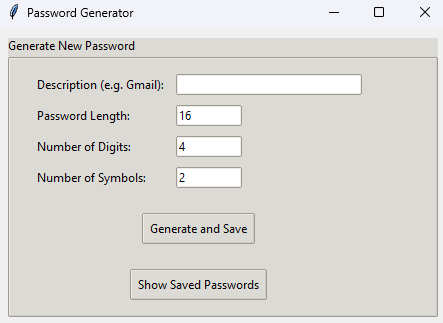 Password Generator
Generate New Password
Description (e.g. Gmail):
Password Length: 16
Number of Digits: 4
Number of Symbols: 2
Generate and Save
Show Saved Passwords